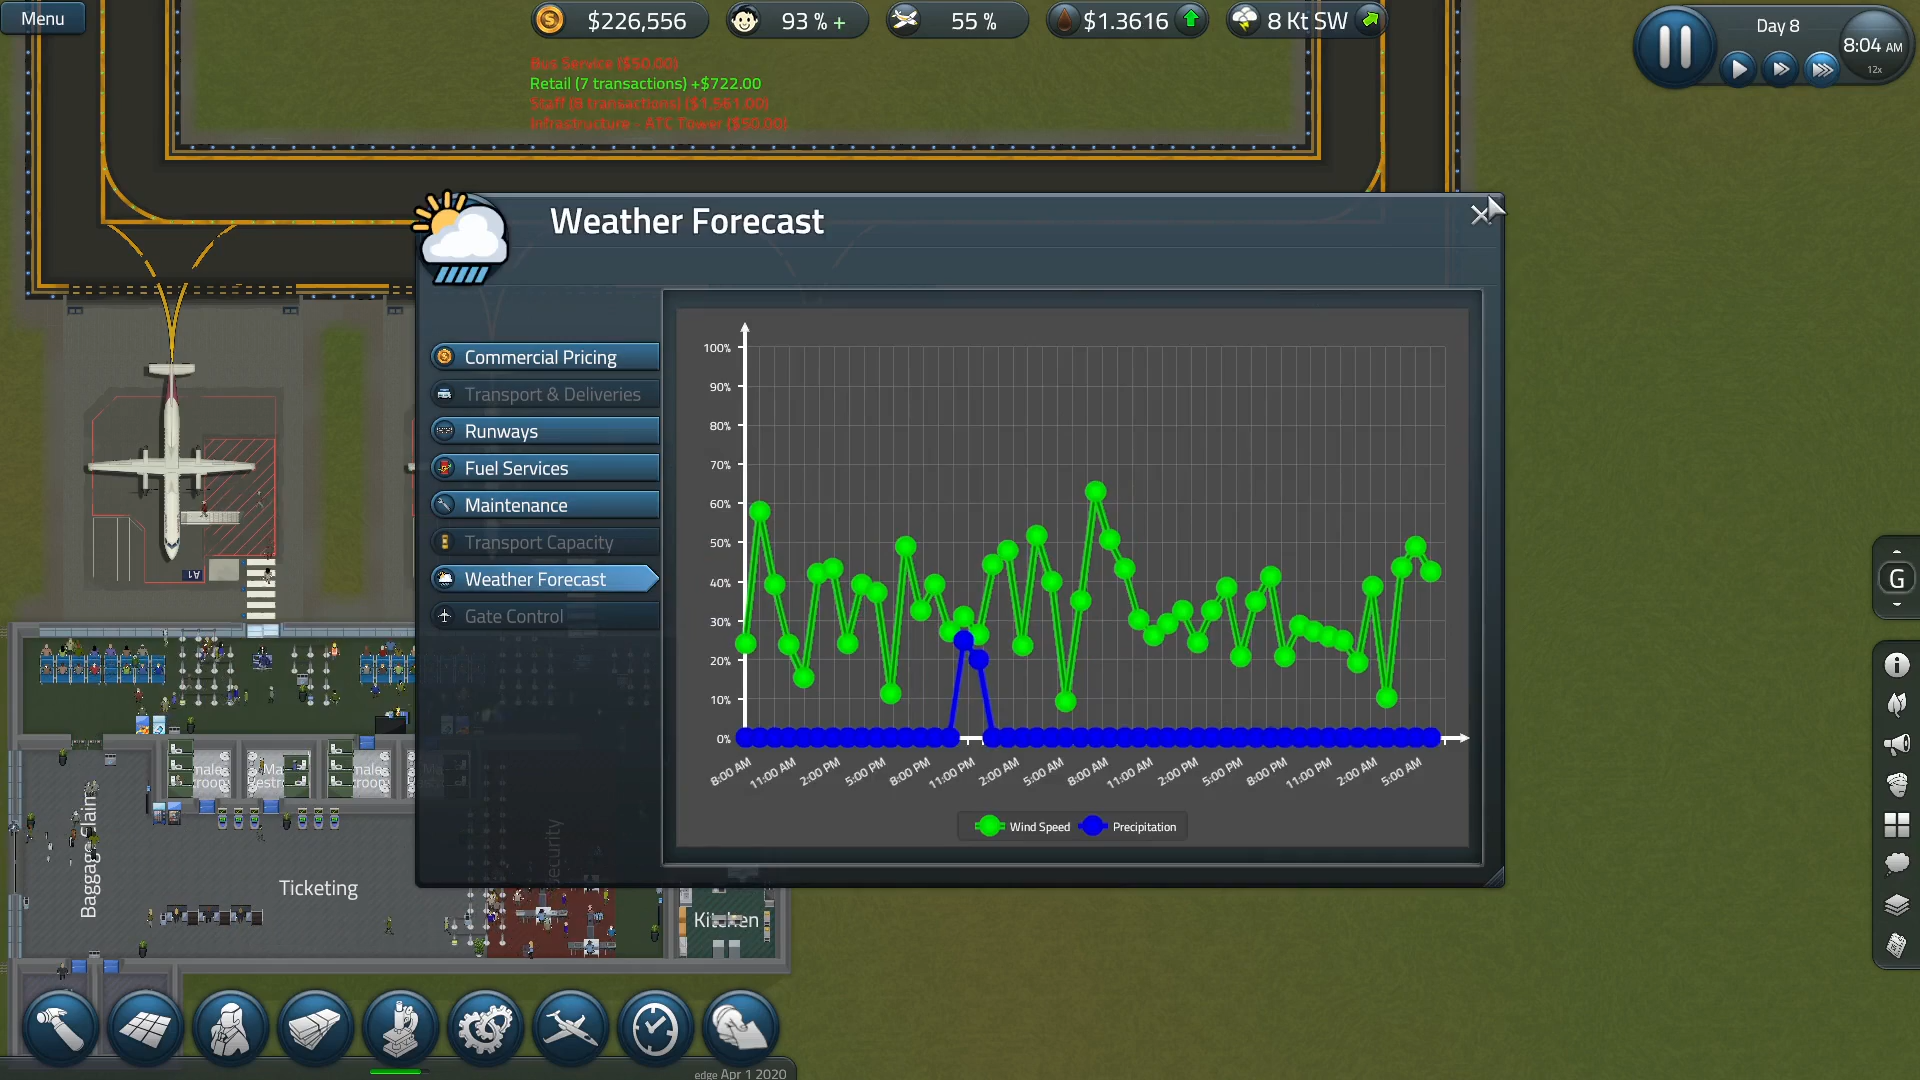 Menu
$226,556
93 % +
55 %
$1.3616
8 Kt SW
Day 8
8:04 AM
12x
Bus Service ($50.00)
Retail (7 transactions) +$722.00
Staff (8 transactions) ($1,561.00)
Infrastructure - ATC Tower ($50.00)
Weather Forecast
Commercial Pricing
Transport & Deliveries
Runways
Fuel Services
Maintenance
Transport Capacity
Weather Forecast
Gate Control
100%
90%
80%
70%
60%
50%
40%
30%
20%
10%
0%
8:00 AM
11:00 AM
2:00 PM
5:00 PM
8:00 PM
11:00 PM
2:00 AM
5:00 AM
8:00 AM
11:00 AM
2:00 PM
5:00 PM
8:00 PM
11:00 PM
2:00 AM
5:00 AM
Wind Speed
Precipitation
G
A1
Baggage Claim
Ticketing
Security
Kitchen
edge Apr 1 2020